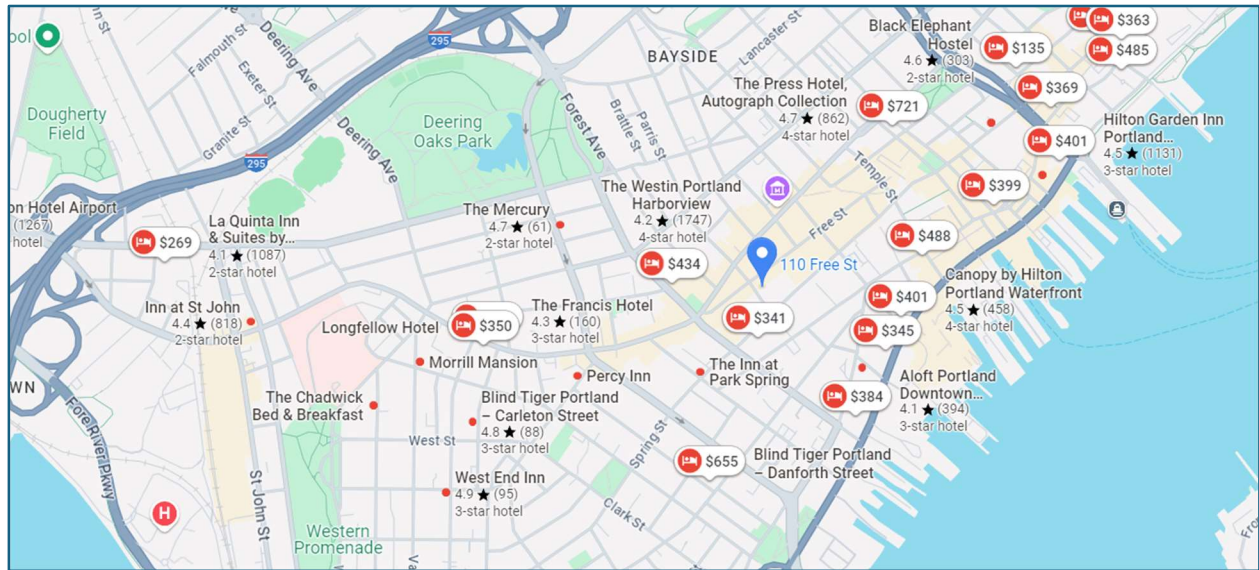 ool
In St
Deering Ave
Falmouth St
Exeter St
Granite St
295
295
Deering Ave
Dougherty
Field
Deering
Oaks Park
Forest Ave
Brattle St
Parris St
BAYSIDE
Lancaster St
Black Elephant
Hostel
4.6 ★ (303)
2-star hotel
$135
$363
$485
$369
The Press Hotel,
Autograph Collection
4.7 ★ (862)
4-star hotel
$721
$401
Hilton Garden Inn
Portland...
4.5 ★ (1131)
3-star hotel
Temple St
$399
Free St
$488
The Westin Portland
Harborview
4.2 ★ (1747)
4-star hotel
$434
110 Free St
The Mercury
4.7 ★ (61)
2-star hotel
on Hotel Airport
(1267)
hotel
$269
La Quinta Inn
& Suites by...
4.1 ★ (1087)
2-star hotel
Inn at St John
4.4 ★ (818)
2-star hotel
Longfellow Hotel
$350
The Francis Hotel
4.3 ★ (160)
3-star hotel
$341
$401
Canopy by Hilton
Portland Waterfront
4.5 ★ (458)
4-star hotel
$345
Morrill Mansion
Percy Inn
The Inn at
Park Spring
$384
Aloft Portland
Downtown...
4.1 ★ (394)
3-star hotel
WN
The Chadwick
Bed & Breakfast
Blind Tiger Portland
– Carleton Street
4.8 ★ (88)
3-star hotel
West St
Spring St
$655
Blind Tiger Portland
– Danforth Street
Fore River Pkwy
St John St
H
West End Inn
4.9 ★ (95)
3-star hotel
Clark St
Western
Promenade
Va
Fro